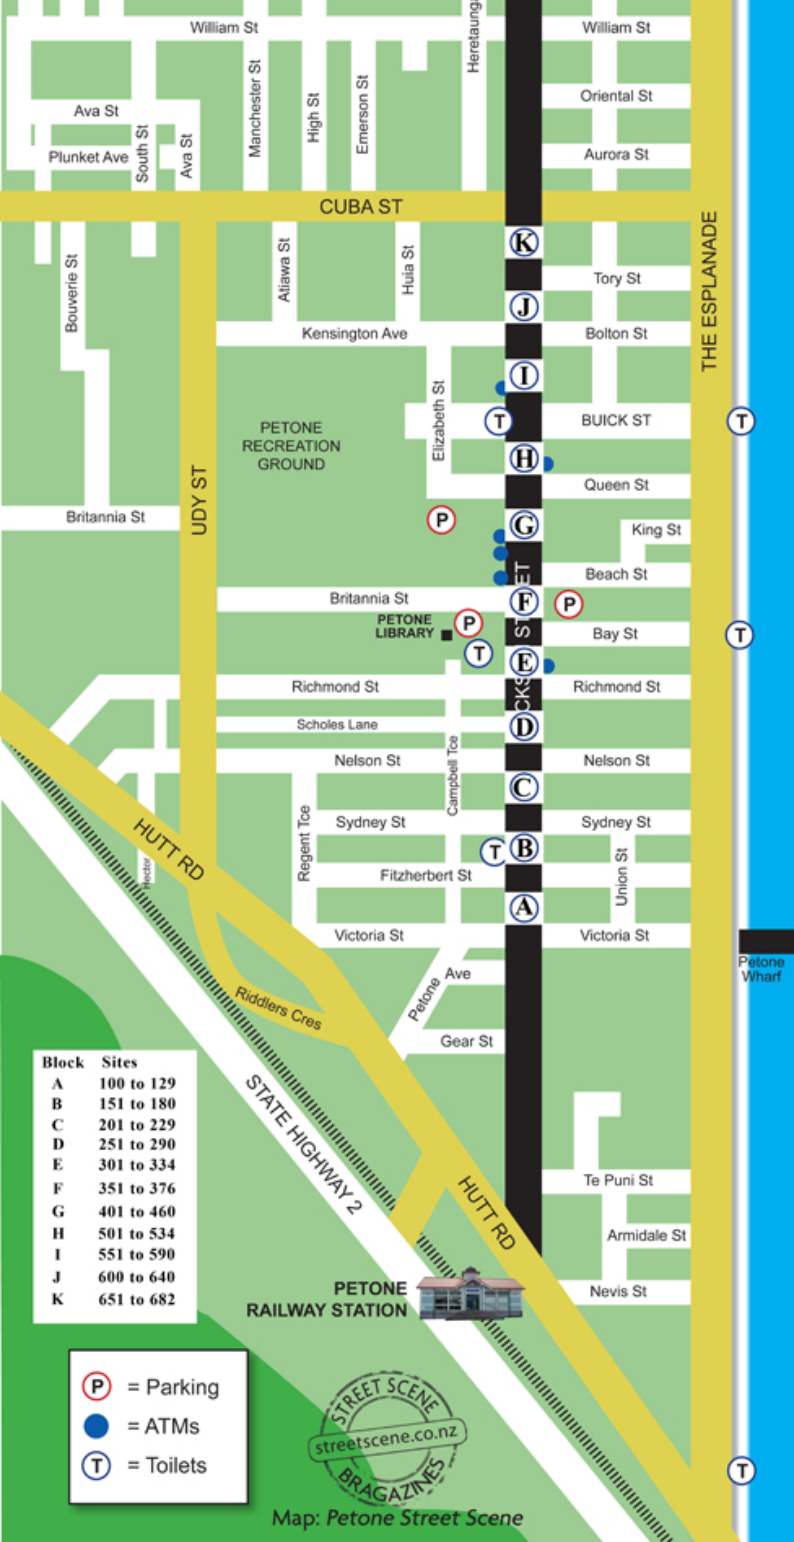 William St
Heretaunga
William St
Manchester St
High St
Emerson St
Oriental St
Ava St
South St
Ava St
Plunket Ave
Aurora St
CUBA ST
THE ESPLANADE
K
Bouverie St
Atiawa St
Huia St
Tory St
J
Kensington Ave
Bolton St
I
Elizabeth St
T
BUICK ST
T
PETONE
RECREATION
GROUND
H
UDY ST
Queen St
Britannia St
P
G
King St
Beach St
Britannia St
F
P
PETONE
LIBRARY
P
Bay St
T
T
E
Richmond St
Richmond St
Scholes Lane
D
Nelson St
Campbell Tce
Nelson St
C
Regent Tce
Sydney St
Sydney St
HUTT RD
T
B
Hector
Fitzherbert St
Union St
A
Victoria St
Victoria St
Petone
Wharf
Petone Ave
Riddlers Cres
Gear St
Block Sites
A 100 to 129
B 151 to 180
C 201 to 229
D 251 to 290
E 301 to 334
F 351 to 376
G 401 to 460
H 501 to 534
I 551 to 590
J 600 to 640
K 651 to 682
STATE HIGHWAY 2
HUTT RD
Te Puni St
Armidale St
Nevis St
PETONE
RAILWAY STATION
P = Parking
= ATMs
T = Toilets
STREET SCENE
streetscene.co.nz
BRAGAZINES
T
Map: Petone Street Scene